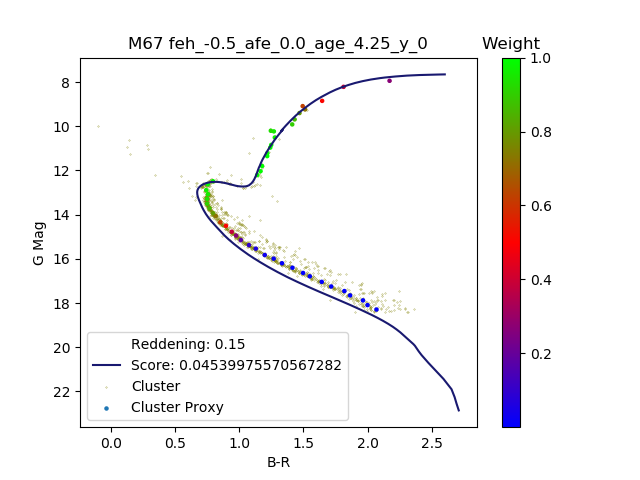 M67 feh_-0.5_afe_0.0_age_4.25_y_0
Weight
8
10
12
14
16
18
20
22
G Mag
0.0 0.5 1.0 1.5 2.0 2.5
B-R
Reddening: 0.15
Score: 0.04539975570567282
Cluster
Cluster Proxy
1.0
0.8
0.6
0.4
0.2